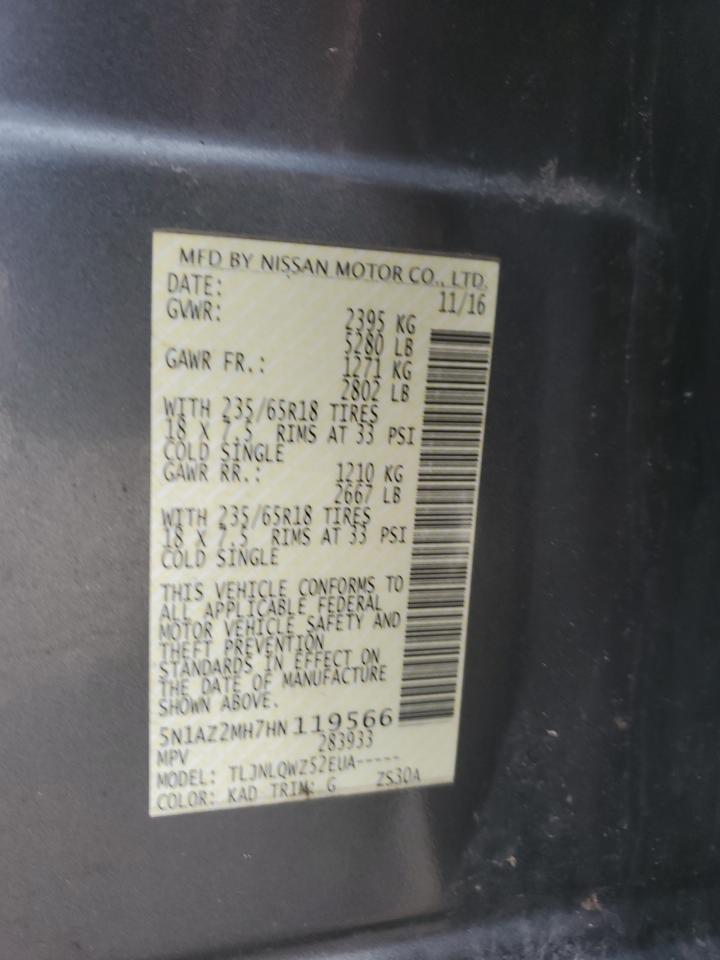 MFD BY NISSAN MOTOR CO., LTD.
DATE: 11/16
GVWR: 2395 KG
5280 LB
GAWR FR.: 1271 KG
2802 LB
WITH 235/65R18 TIRES
18 X 7.5 RIMS AT 33 PSI
COLD SINGLE
GAWR RR.: 1210 KG
2667 LB
WITH 235/65R18 TIRES
18 X 7.5 RIMS AT 33 PSI
COLD SINGLE
THIS VEHICLE CONFORMS TO
ALL APPLICABLE FEDERAL
MOTOR VEHICLE SAFETY AND
THEFT PREVENTION
STANDARDS IN EFFECT ON
THE DATE OF MANUFACTURE
SHOWN ABOVE.
5N1AZ2MH7HN119566
MPV 283933
MODEL: TLJNLQWZ52EUA-----
COLOR: KAD TRIM: G ZS30A